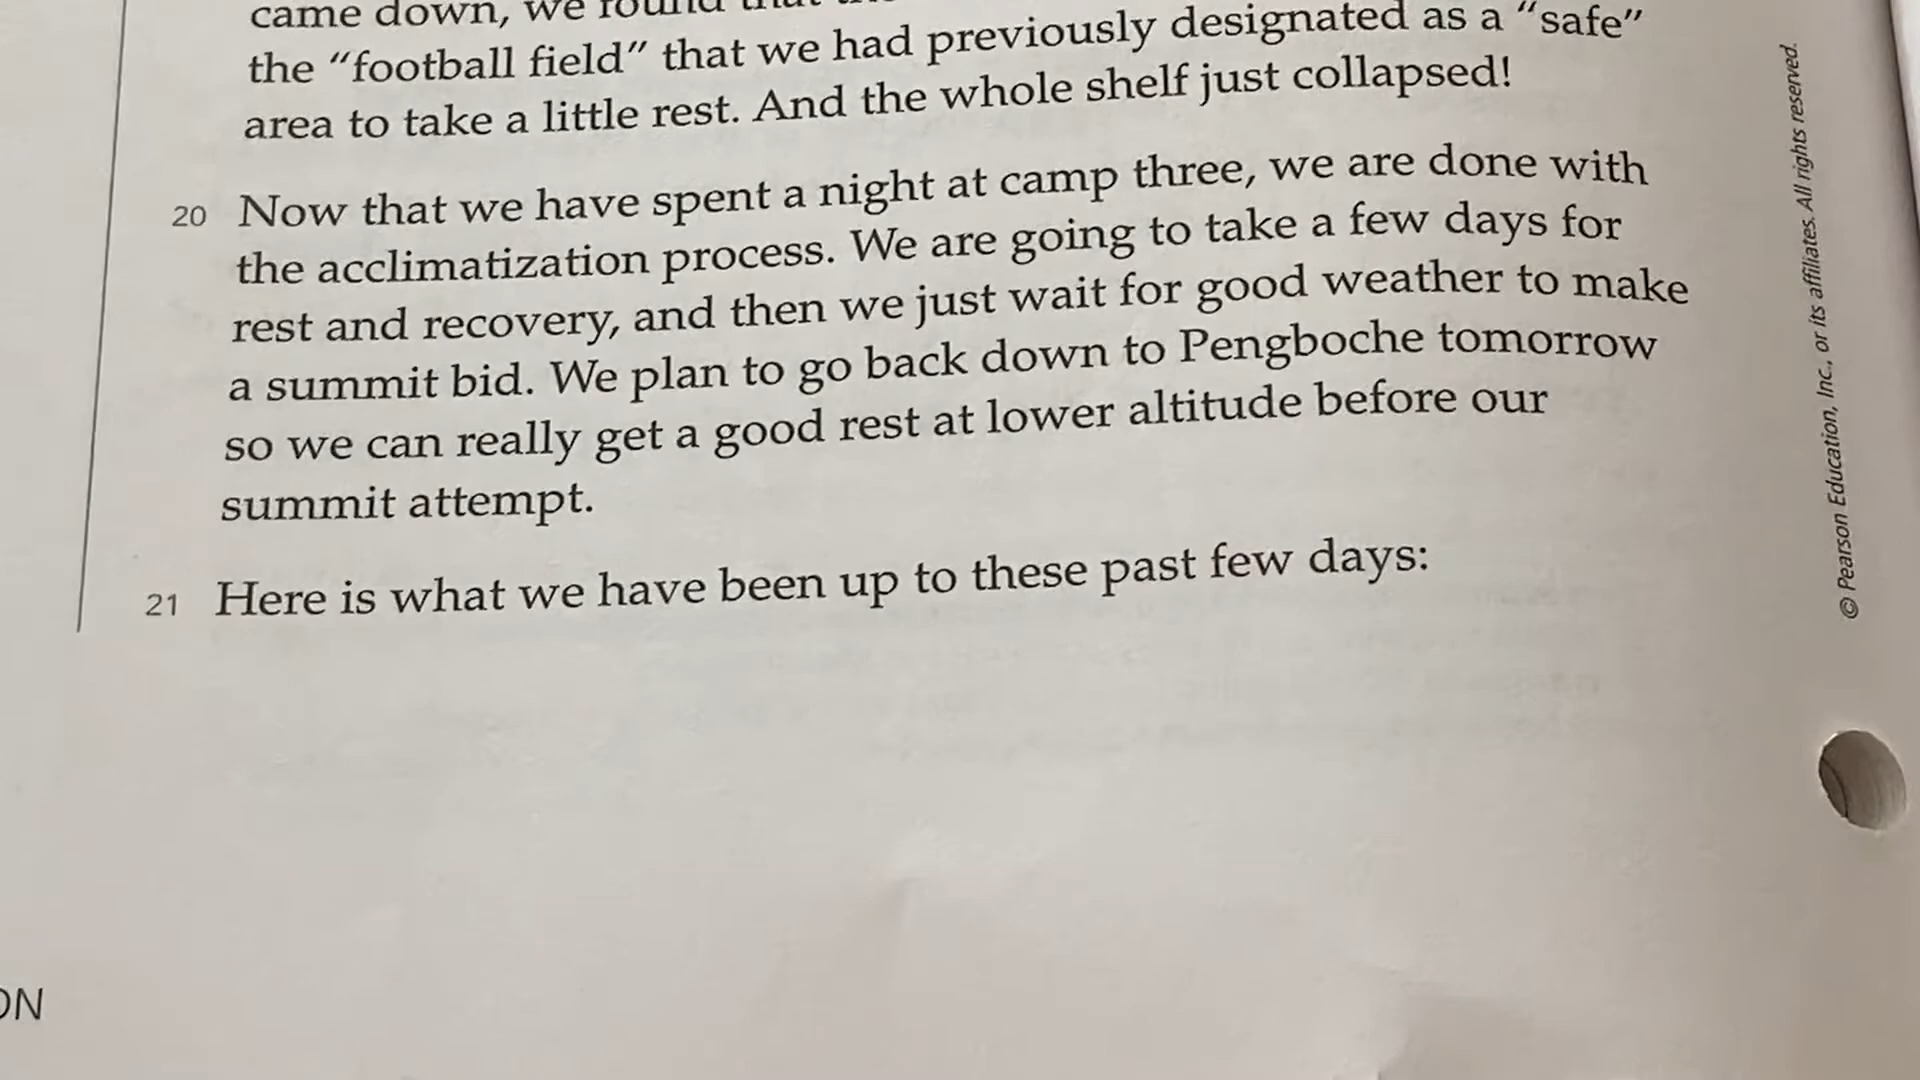 came down, we found that
the “football field” that we had previously designated as a “safe”
area to take a little rest. And the whole shelf just collapsed!
20 Now that we have spent a night at camp three, we are done with
the acclimatization process. We are going to take a few days for
rest and recovery, and then we just wait for good weather to make
a summit bid. We plan to go back down to Pengboche tomorrow
so we can really get a good rest at lower altitude before our
summit attempt.
21 Here is what we have been up to these past few days:
© Pearson Education, Inc., or its affiliates. All rights reserved.
ON